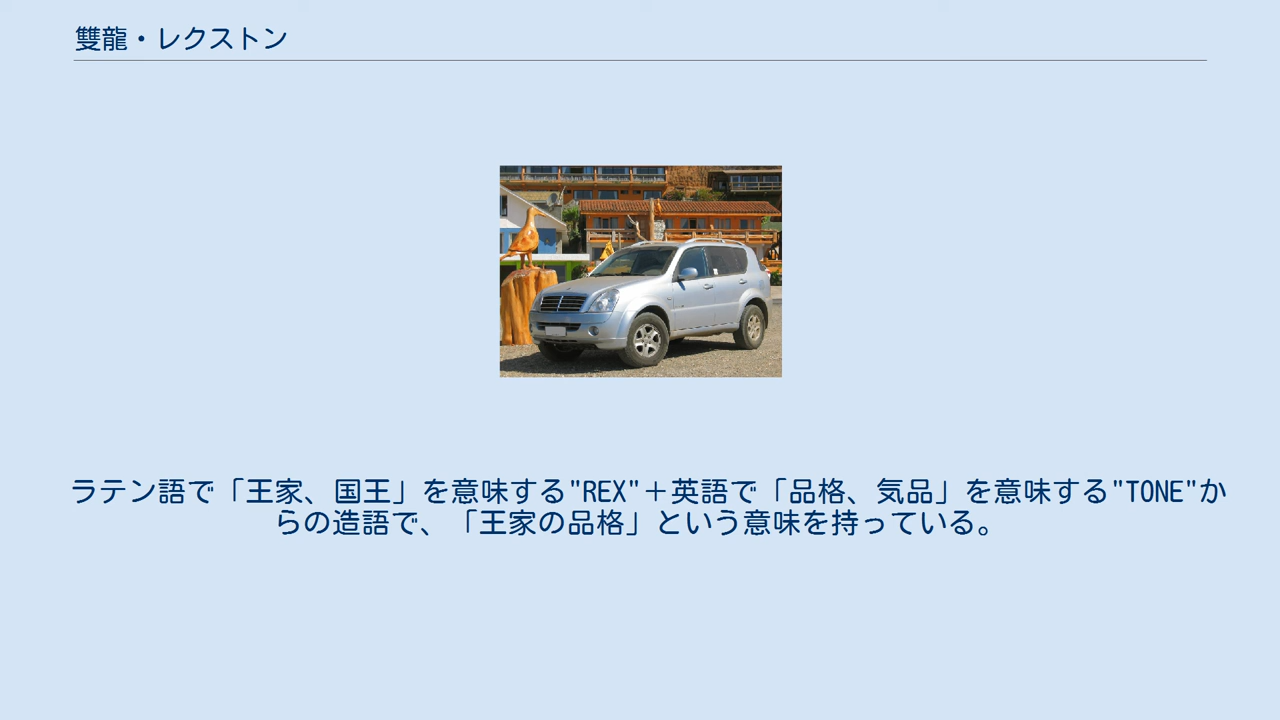 雙龍・レクストン
ラテン語で「王家、国王」を意味する"REX"＋英語で「品格、気品」を意味する"TONE"か
らの造語で、「王家の品格」という意味を持っている。